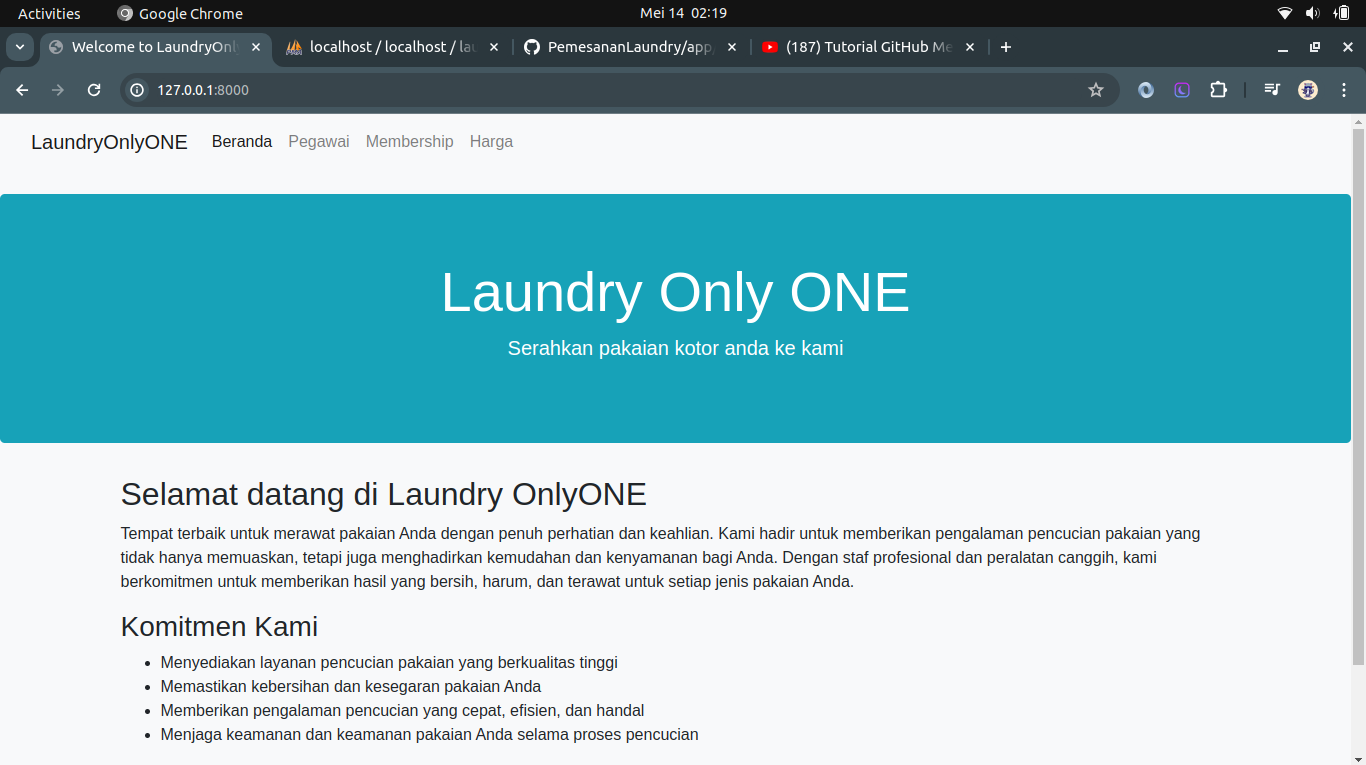 Activities Google Chrome Mei 14 02:19
Welcome to LaundryOnl localhost / localhost / lau PemesananLaundry/app (187) Tutorial GitHub Me
127.0.0.1:8000
LaundryOnlyONE Beranda Pegawai Membership Harga
Laundry Only ONE
Serahkan pakaian kotor anda ke kami
Selamat datang di Laundry OnlyONE
Tempat terbaik untuk merawat pakaian Anda dengan penuh perhatian dan keahlian. Kami hadir untuk memberikan pengalaman pencucian pakaian yang
tidak hanya memuaskan, tetapi juga menghadirkan kemudahan dan kenyamanan bagi Anda. Dengan staf profesional dan peralatan canggih, kami
berkomitmen untuk memberikan hasil yang bersih, harum, dan terawat untuk setiap jenis pakaian Anda.
Komitmen Kami
• Menyediakan layanan pencucian pakaian yang berkualitas tinggi
• Memastikan kebersihan dan kesegaran pakaian Anda
• Memberikan pengalaman pencucian yang cepat, efisien, dan handal
• Menjaga keamanan dan keamanan pakaian Anda selama proses pencucian